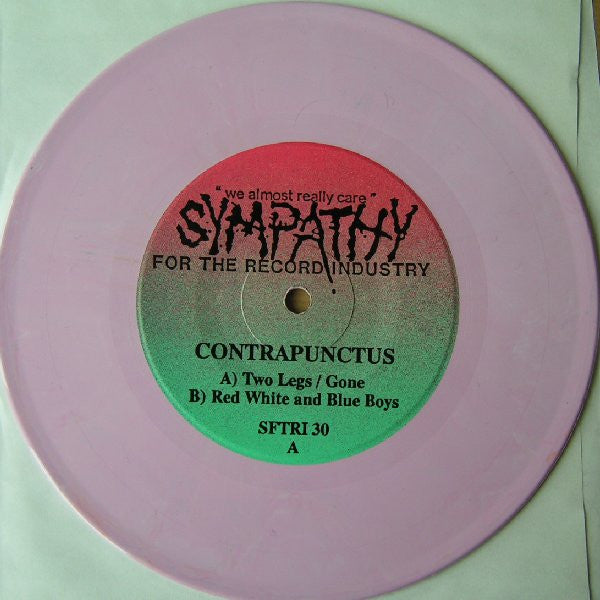 "we almost really care"
SYMPATHY
FOR THE RECORD INDUSTRY
CONTRAPUNCTUS
A) Two Legs / Gone
B) Red White and Blue Boys
SFTRI 30
A